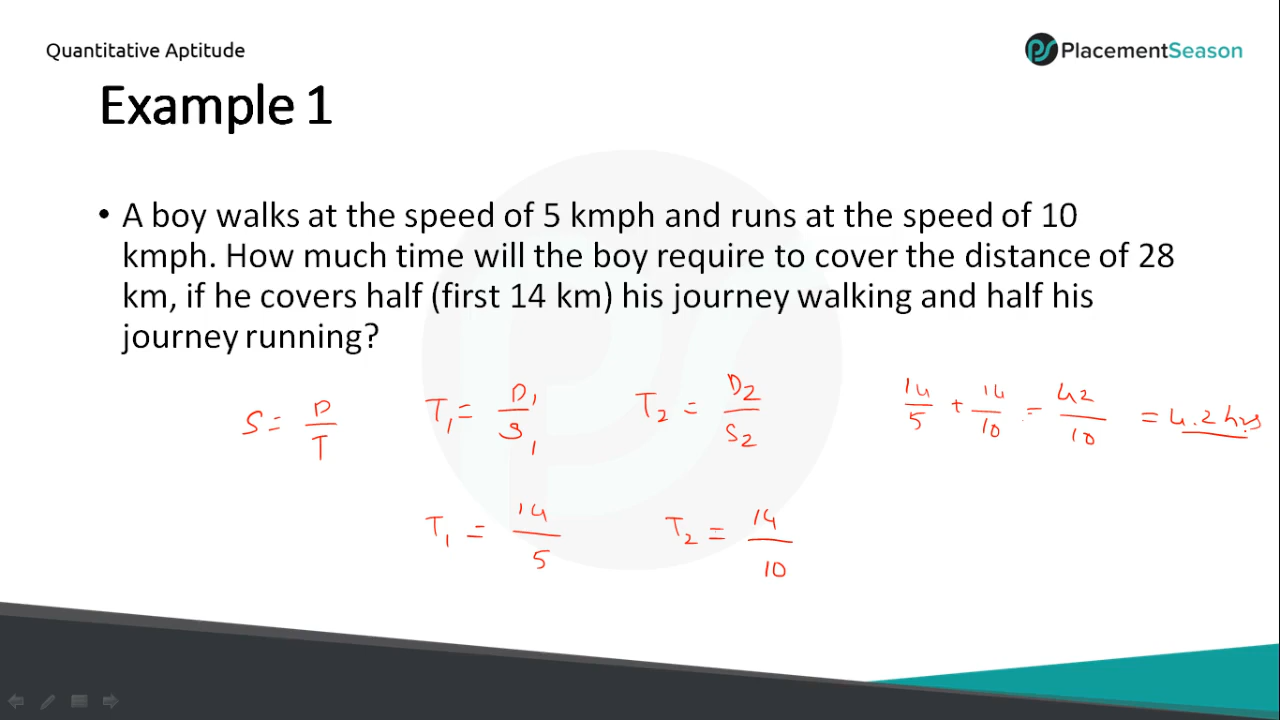 Quantitative Aptitude
PS PlacementSeason
Example 1
• A boy walks at the speed of 5 kmph and runs at the speed of 10
kmph. How much time will the boy require to cover the distance of 28
km, if he covers half (first 14 km) his journey walking and half his
journey running?
S = D/T
T₁ = D₁/S₁
T₂ = D₂/S₂
14/5 + 14/10 = 42/10 = 4.2 hrs
T₁ = 14/5
T₂ = 14/10